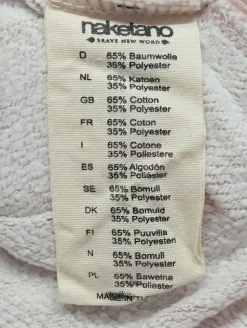 naketano
BRAVE NEW WORD
D 65% Baumwolle
35% Polyester
NL 65% Katoen
35% Polyester
GB 65% Cotton
35% Polyester
FR 65% Coton
35% Polyester
I 65% Cotone
35% Poliestere
ES 65% Algodón
35% Poliéster
SE 65% Bomull
35% Polyester
DK 65% Bomuld
35% Polyester
FI 65% Puuvilla
35% Polyesteri
N 65% Bomull
35% Polyester
PL 65% Bawełna
35% Polyester